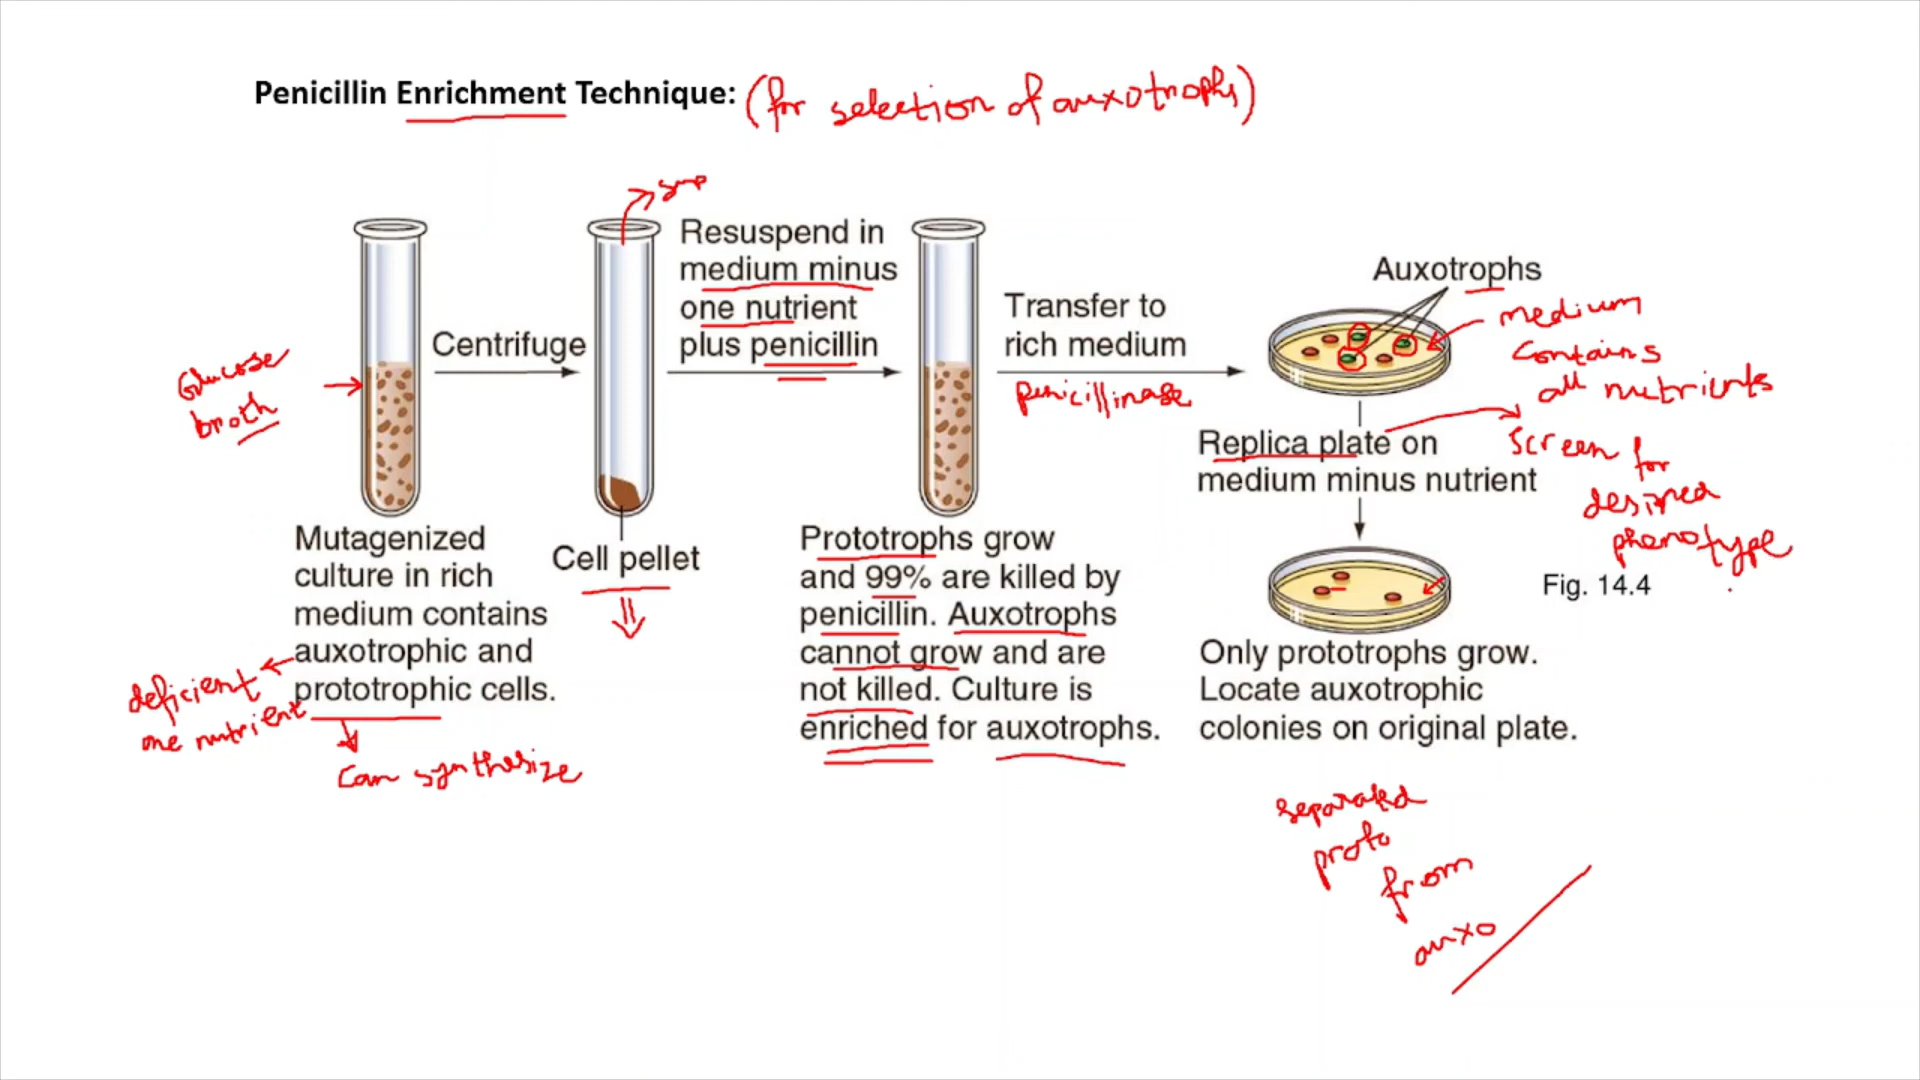 Penicillin Enrichment Technique: (for selection of auxotrophs)
sup
Resuspend in
medium minus
one nutrient
plus penicillin
Centrifuge
Transfer to
rich medium
penicillinase
Auxotrophs
medium
contains
all nutrients
Glucose
broth
Replica plate on
medium minus nutrient
Screen for
desired
phenotype
Mutagenized
culture in rich
medium contains
auxotrophic and
prototrophic cells.
deficient
one nutrient
can synthesize
Cell pellet
Prototrophs grow
and 99% are killed by
penicillin. Auxotrophs
cannot grow and are
not killed. Culture is
enriched for auxotrophs.
Fig. 14.4
Only prototrophs grow.
Locate auxotrophic
colonies on original plate.
separated
proto
from
auxo